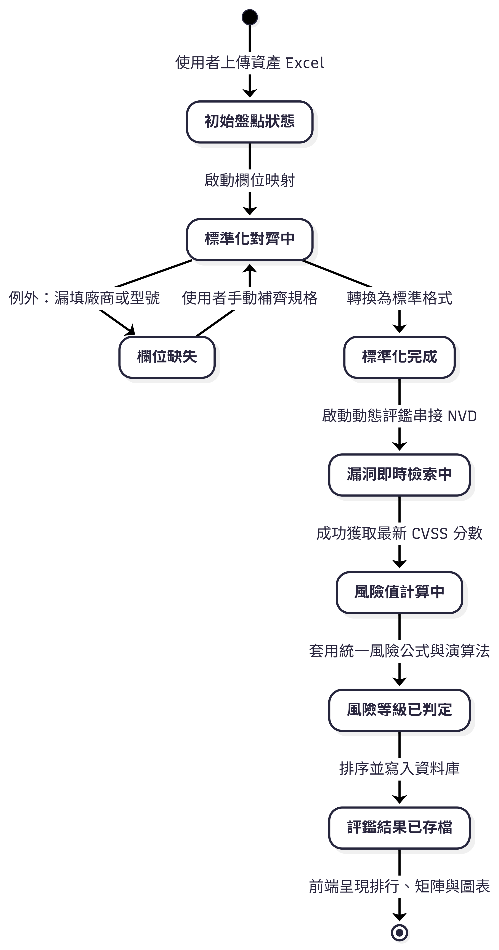 使用者上傳資產 Excel
初始盤點狀態
啟動欄位映射
標準化對齊中
例外：漏填廠商或型號
使用者手動補齊規格
轉換為標準格式
欄位缺失
標準化完成
啟動動態評鑑串接 NVD
漏洞即時檢索中
成功獲取最新 CVSS 分數
風險值計算中
套用統一風險公式與演算法
風險等級已判定
排序並寫入資料庫
評鑑結果已存檔
前端呈現排行、矩陣與圖表